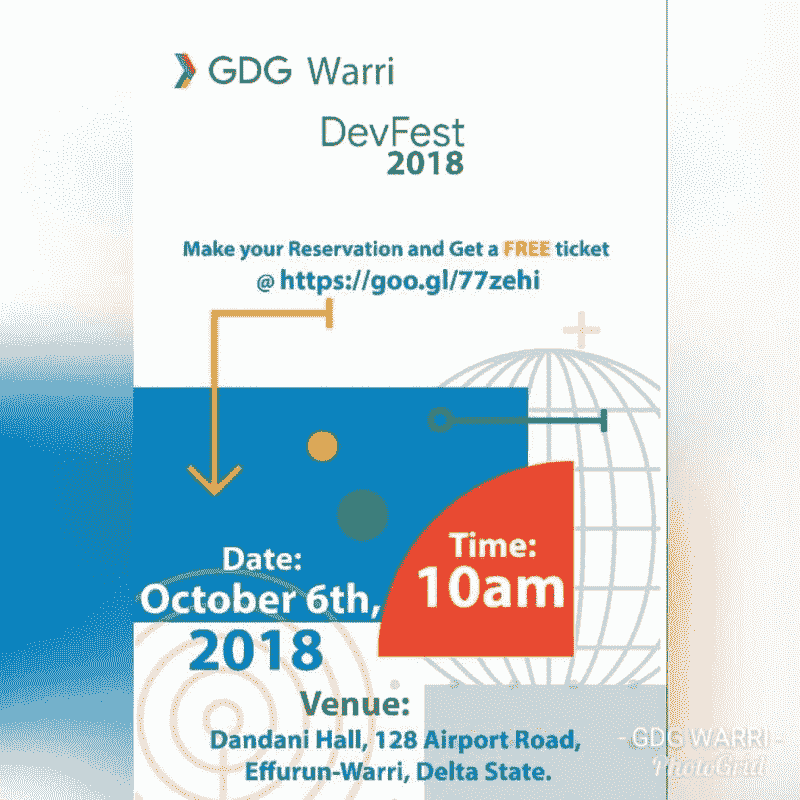 GDG Warri
DevFest
2018
Make your Reservation and Get a FREE ticket
@ https://goo.gl/77zehi
Date:
October 6th,
2018
Time:
10am
Venue:
Dandani Hall, 128 Airport Road,
Effurun-Warri, Delta State.
- GDG WARRI -
PhotoGrid